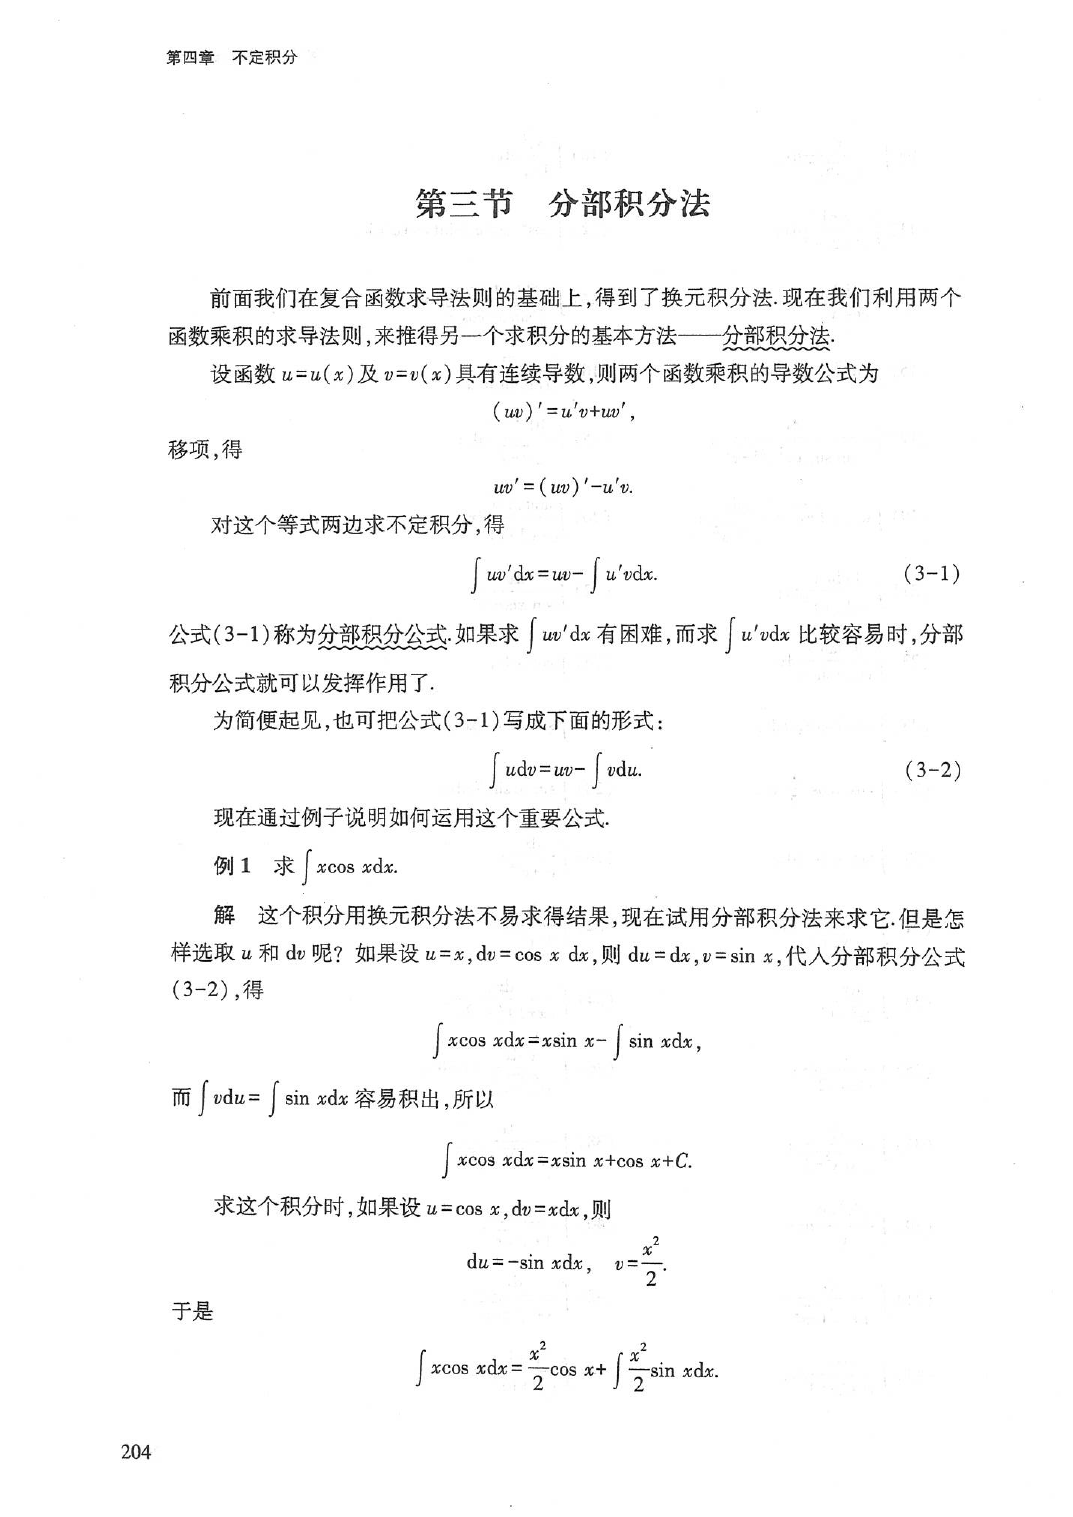 第四章 不定积分
第三节 分部积分法
前面我们在复合函数求导法则的基础上,得到了换元积分法.现在我们利用两个
函数乘积的求导法则,来推得另一个求积分的基本方法——分部积分法.
设函数 u=u(x)及 v=v(x)具有连续导数,则两个函数乘积的导数公式为
(uv)'=u'v+uv',
移项,得
uv'=(uv)'-u'v.
对这个等式两边求不定积分,得
∫uv'dx=uv-∫u'vdx. (3-1)
公式(3-1)称为分部积分公式.如果求∫uv'dx 有困难,而求∫u'vdx 比较容易时,分部
积分公式就可以发挥作用了.
为简便起见,也可把公式(3-1)写成下面的形式:
∫udv=uv-∫vdu. (3-2)
现在通过例子说明如何运用这个重要公式.
例1 求∫xcos xdx.
解 这个积分用换元积分法不易求得结果,现在试用分部积分法来求它.但是怎
样选取 u 和 dv 呢? 如果设 u=x,dv=cos x dx,则 du=dx,v=sin x,代入分部积分公式
(3-2),得
∫xcos xdx=xsin x-∫sin xdx,
而∫vdu=∫sin xdx 容易积出,所以
∫xcos xdx=xsin x+cos x+C.
求这个积分时,如果设 u=cos x,dv=xdx,则
du=-sin xdx, v=x²/2.
于是
∫xcos xdx=x²/2 cos x+∫x²/2 sin xdx.
204